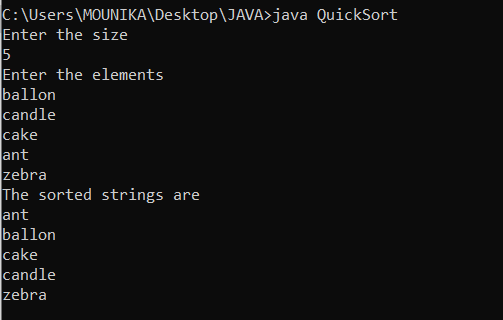 C:\Users\MOUNIKA\Desktop\JAVA>java QuickSort
Enter the size
5
Enter the elements
ballon
candle
cake
ant
zebra
The sorted strings are
ant
ballon
cake
candle
zebra